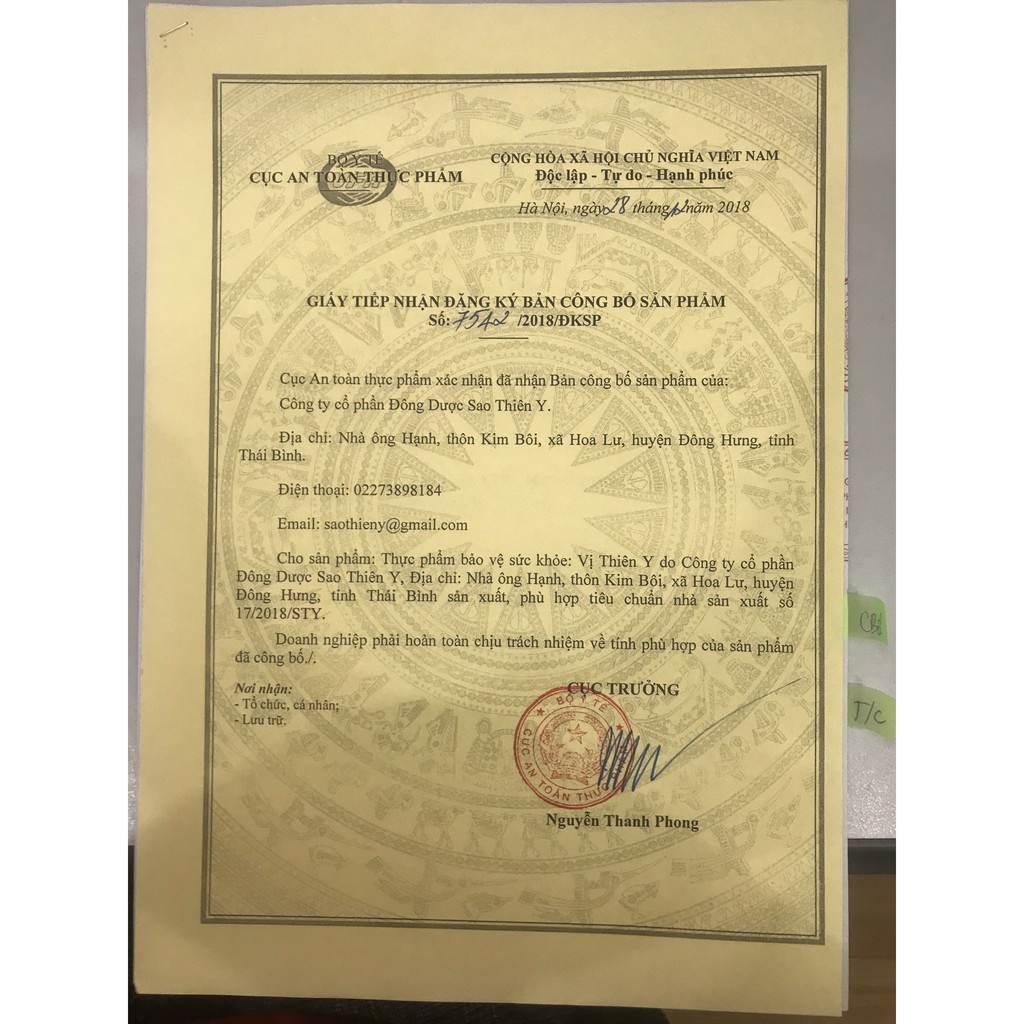 BỘ Y TẾ
CỤC AN TOÀN THỰC PHẨM
CỘNG HÒA XÃ HỘI CHỦ NGHĨA VIỆT NAM
Độc lập - Tự do - Hạnh phúc
Hà Nội, ngày 28 tháng 12 năm 2018
GIẤY TIẾP NHẬN ĐĂNG KÝ BẢN CÔNG BỐ SẢN PHẨM
Số: 7542 /2018/ĐKSP
Cục An toàn thực phẩm xác nhận đã nhận Bản công bố sản phẩm của:
Công ty cổ phần Đông Dược Sao Thiên Y.
Địa chỉ: Nhà ông Hạnh, thôn Kim Bôi, xã Hoa Lư, huyện Đông Hưng, tỉnh
Thái Bình.
Điện thoại: 02273898184
Email: saothieny@gmail.com
Cho sản phẩm: Thực phẩm bảo vệ sức khỏe: Vị Thiên Y do Công ty cổ phần
Đông Dược Sao Thiên Y, Địa chỉ: Nhà ông Hạnh, thôn Kim Bôi, xã Hoa Lư, huyện
Đông Hưng, tỉnh Thái Bình sản xuất, phù hợp tiêu chuẩn nhà sản xuất số
17/2018/STY.
Doanh nghiệp phải hoàn toàn chịu trách nhiệm về tính phù hợp của sản phẩm
đã công bố./.
Nơi nhận:
- Tổ chức, cá nhân;
- Lưu trữ.
CỤC TRƯỞNG
BỘ Y TẾ
CỤC AN TOÀN THỰC
Nguyễn Thanh Phong
T/C